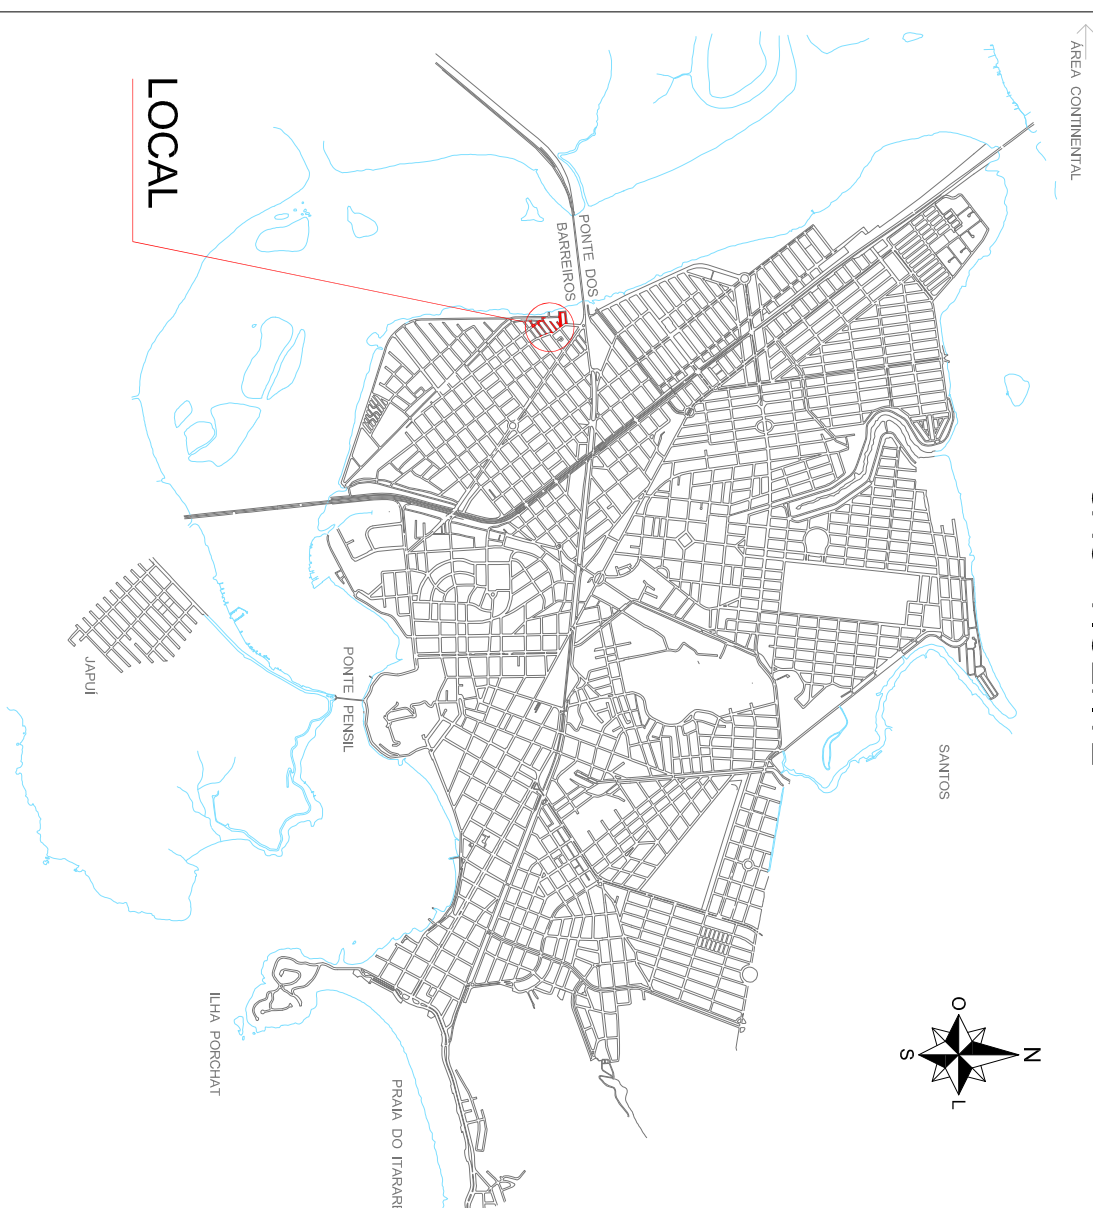 ÁREA CONTINENTAL
LOCAL
PONTE DOS
BARREIROS
SANTOS
JAPUÍ
PONTE PENSIL
ILHA PORCHAT
PRAIA DO ITARARÉ
N
O
L
S